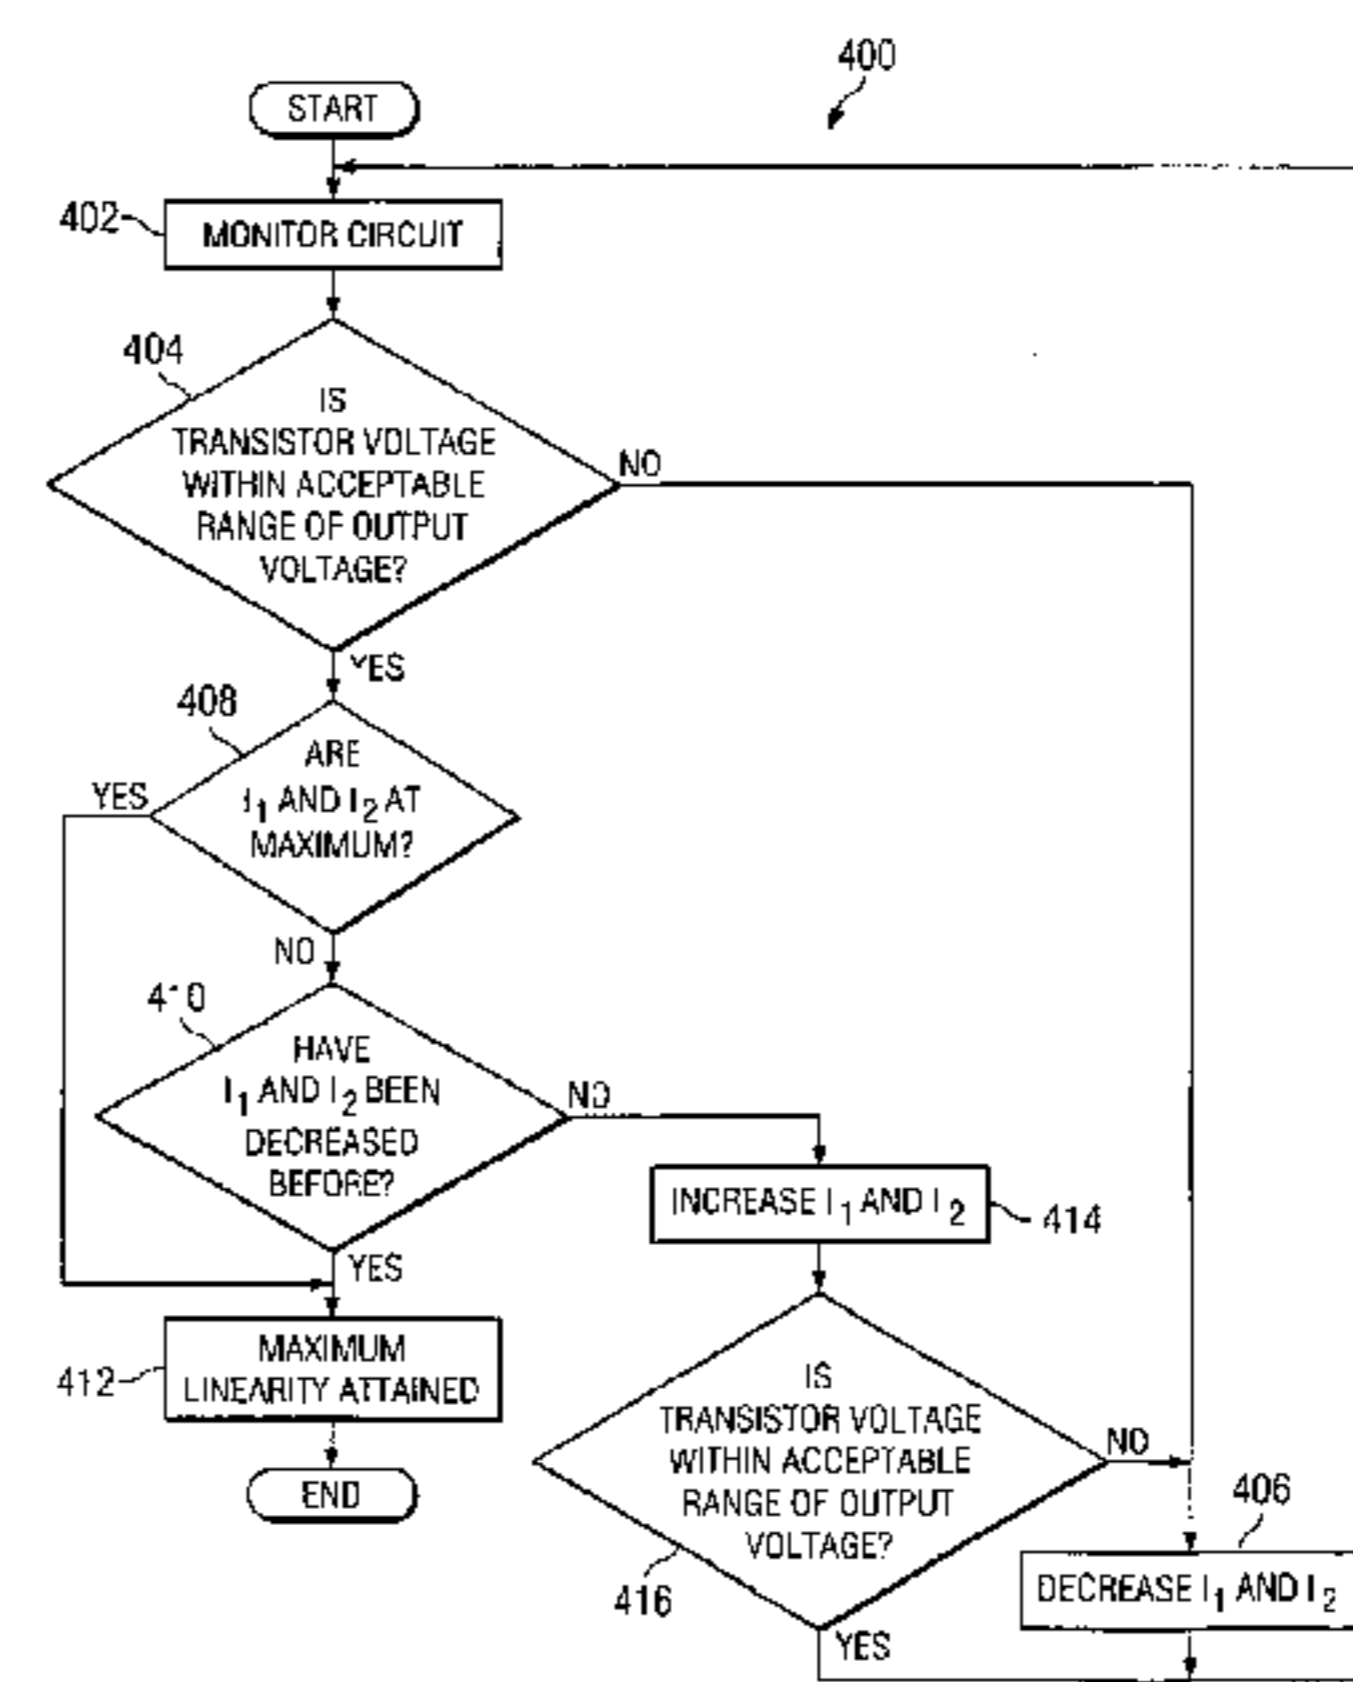 400
START
402
MONITOR CIRCUIT
404
IS
TRANSISTOR VOLTAGE
WITHIN ACCEPTABLE
RANGE OF OUTPUT
VOLTAGE?
NO
YES
408
ARE
I1 AND I2 AT
MAXIMUM?
YES
NO
410
HAVE
I1 AND I2 BEEN
DECREASED
BEFORE?
NO
YES
INCREASE I1 AND I2
414
MAXIMUM
LINEARITY ATTAINED
412
END
IS
TRANSISTOR VOLTAGE
WITHIN ACCEPTABLE
RANGE OF OUTPUT
VOLTAGE?
416
NO
YES
406
DECREASE I1 AND I2